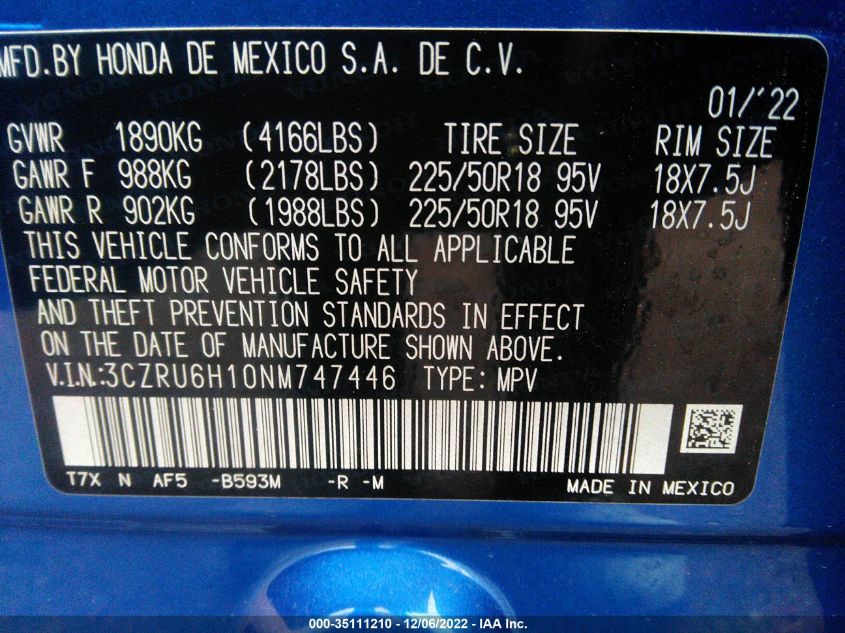 MFD.BY HONDA DE MEXICO S.A. DE C.V.
01/'22
GVWR 1890KG (4166LBS) TIRE SIZE RIM SIZE
GAWR F 988KG (2178LBS) 225/50R18 95V 18X7.5J
GAWR R 902KG (1988LBS) 225/50R18 95V 18X7.5J
THIS VEHICLE CONFORMS TO ALL APPLICABLE
FEDERAL MOTOR VEHICLE SAFETY
AND THEFT PREVENTION STANDARDS IN EFFECT
ON THE DATE OF MANUFACTURE SHOWN ABOVE.
V.I.N.:3CZRU6H10NM747446 TYPE: MPV
T7X N AF5 -B593M -R -M MADE IN MEXICO
000-35111210 - 12/06/2022 - IAA Inc.